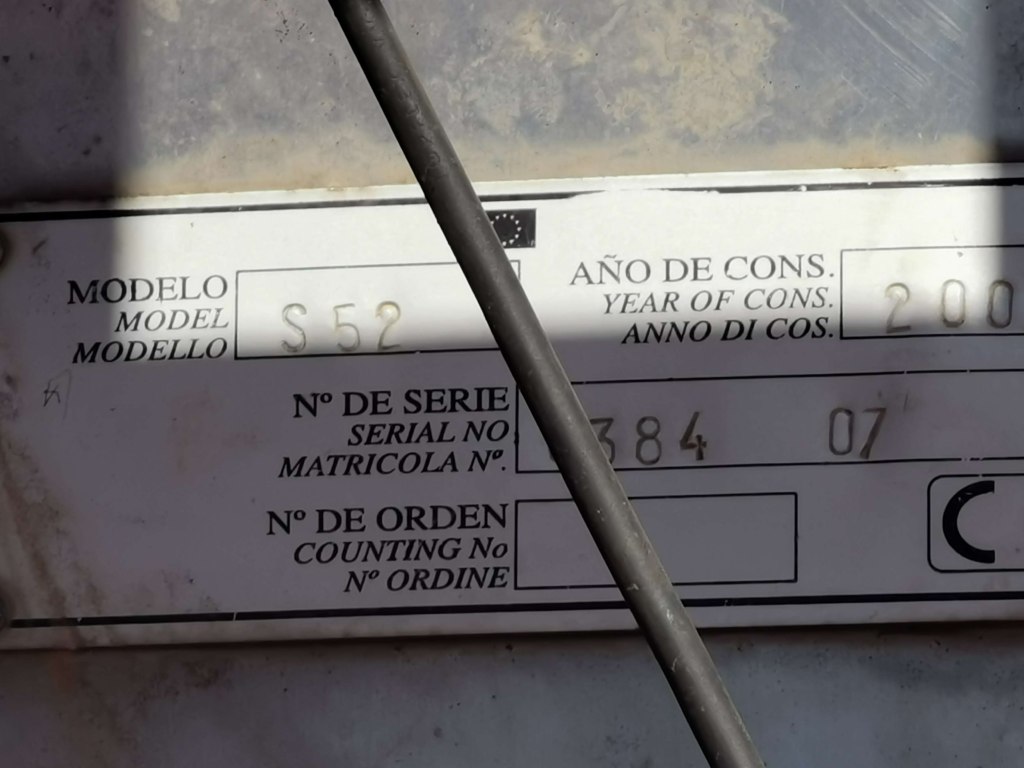 MODELO
MODEL
MODELLO
S52
AÑO DE CONS.
YEAR OF CONS.
ANNO DI COS.
200
Nº DE SERIE
SERIAL NO
MATRICOLA Nº.
384 07
Nº DE ORDEN
COUNTING No
Nº ORDINE
C